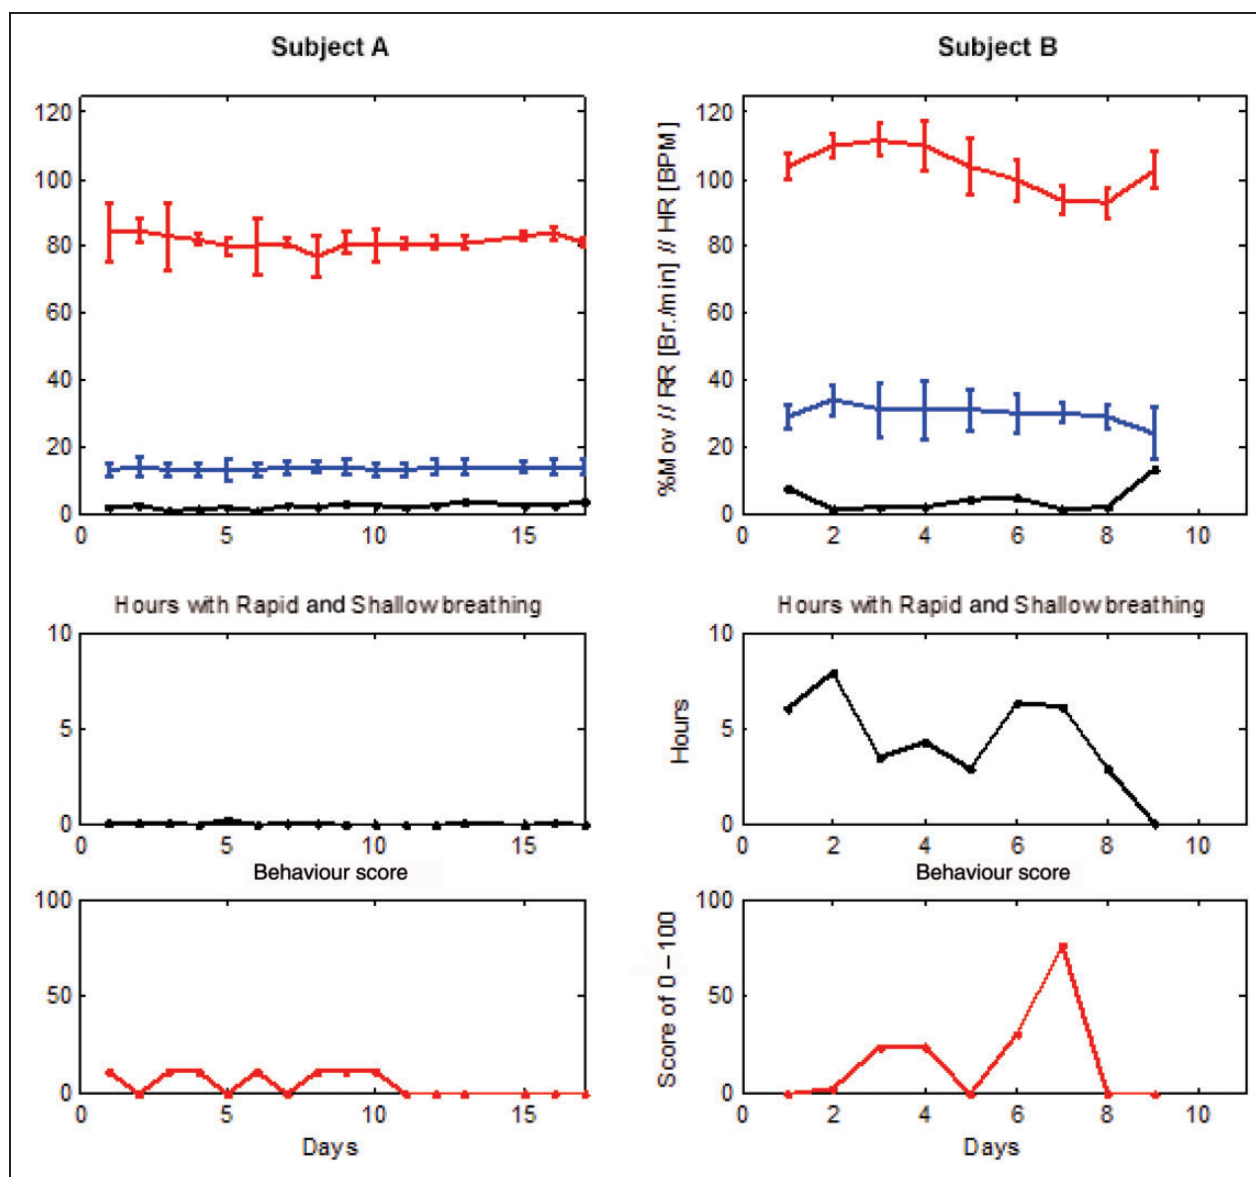 Subject A
Subject B
120
100
80
60
40
20
0
0 5 10 15
%Mov // RR [Br./min] // HR [BPM]
120
100
80
60
40
20
0
0 2 4 6 8 10
Hours with Rapid and Shallow breathing
10
5
0
0 5 10 15
Hours with Rapid and Shallow breathing
Hours
10
5
0
0 2 4 6 8 10
Behaviour score
100
50
0
0 5 10 15
Days
Behaviour score
Score of 0 – 100
100
50
0
0 2 4 6 8 10
Days